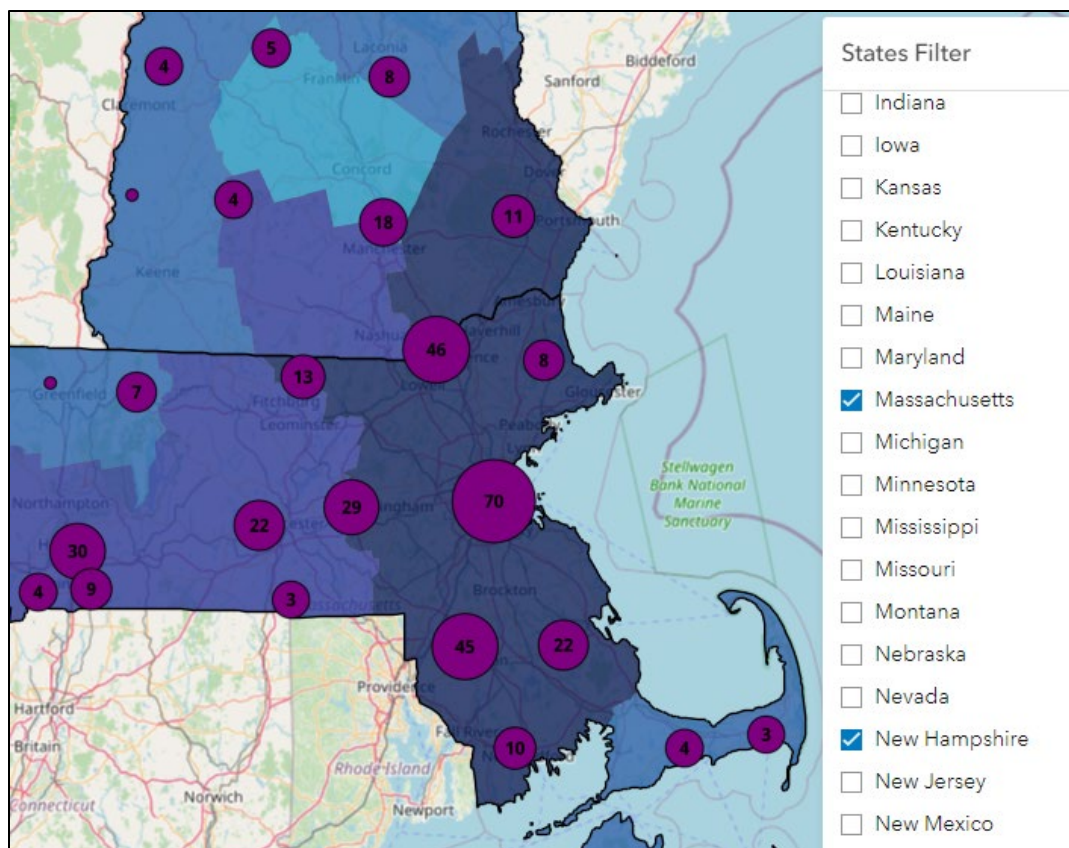 5
4
Laconia
8
Franklin
Claremont
Biddeford
Sanford
Rochester
Concord
Dover
4
18
11
Portsmouth
Manchester
Keene
Amesbury
Nashua
46
Haverhill
8
13
Lowell
Greenfield
7
Gloucester
Fitchburg
Leominster
Peabody
Northampton
29
70
22
Stellwagen
Bank National
Marine
Sanctuary
30
4
9
3
Brockton
45
22
Providence
Hartford
Britain
10
4
3
Rhode Island
Norwich
Newport
Connecticut
States Filter
Indiana
Iowa
Kansas
Kentucky
Louisiana
Maine
Maryland
Massachusetts
Michigan
Minnesota
Mississippi
Missouri
Montana
Nebraska
Nevada
New Hampshire
New Jersey
New Mexico